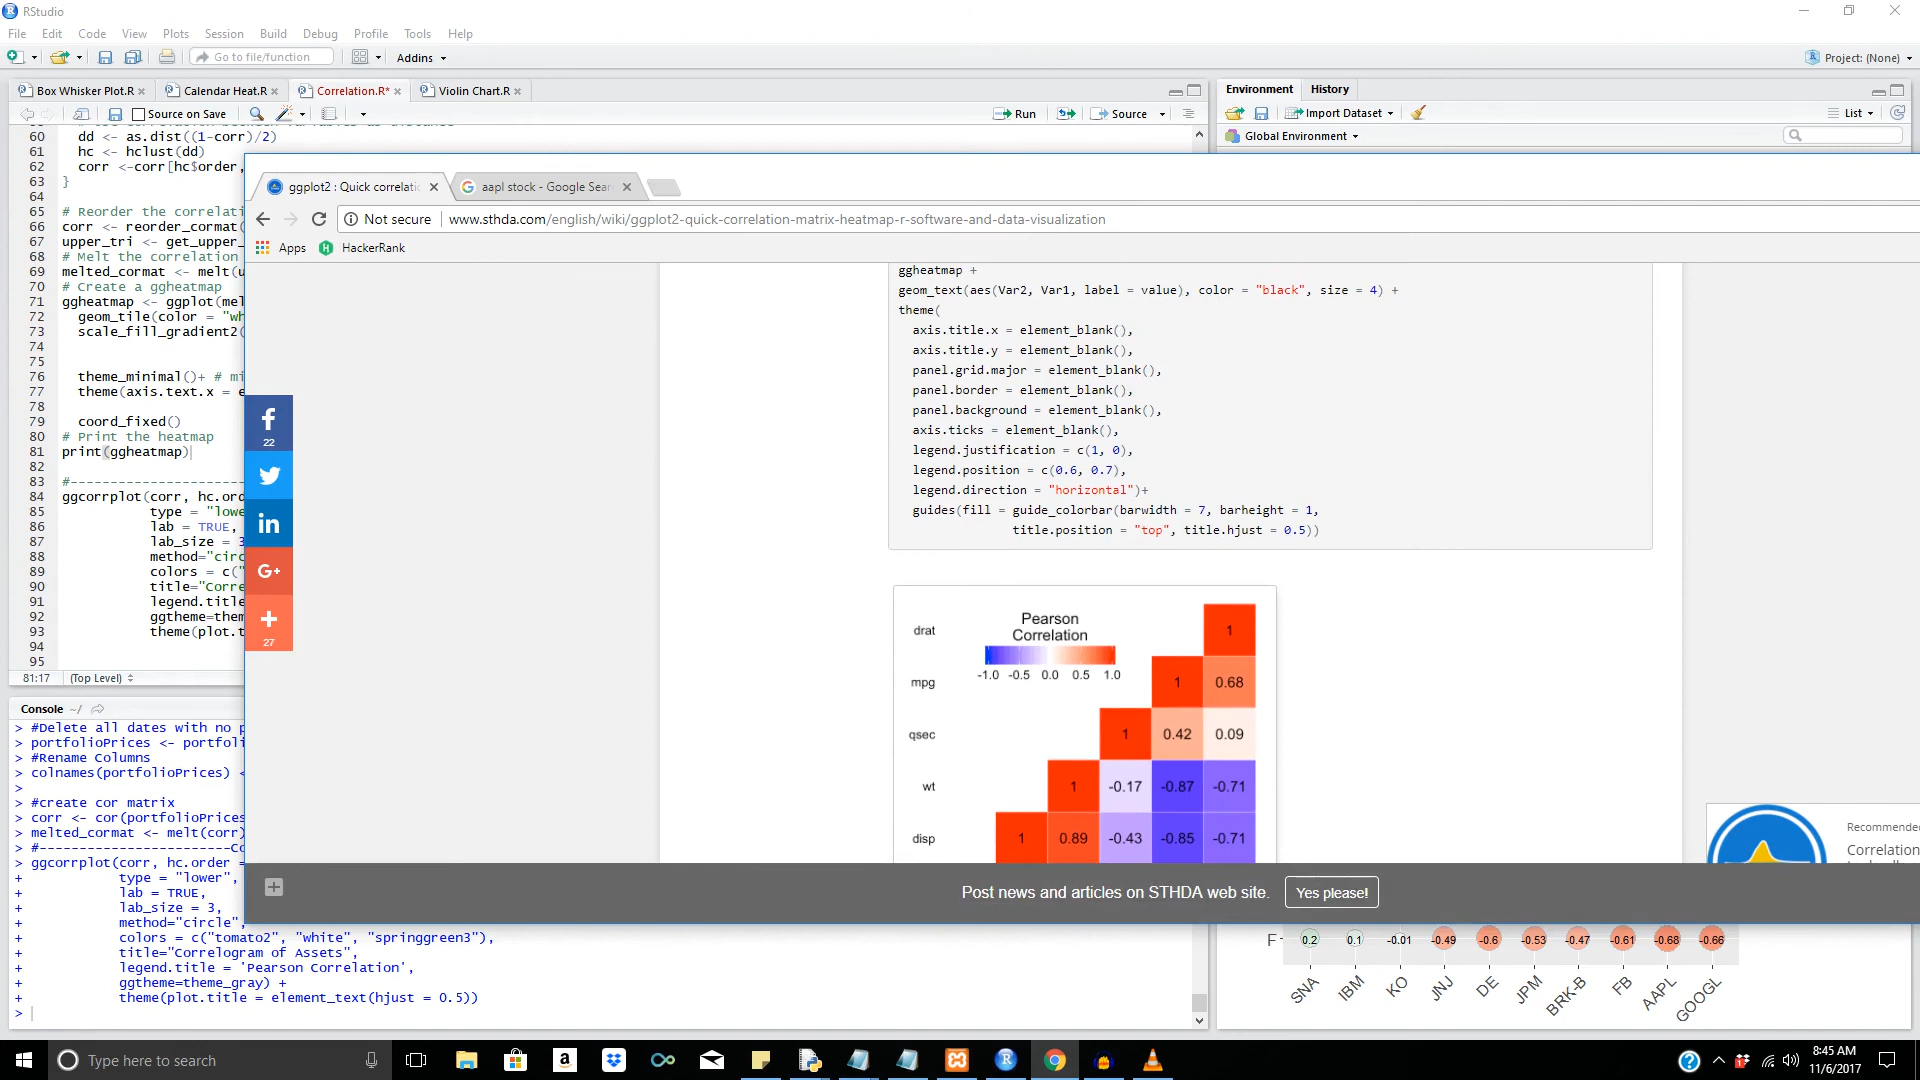 RStudio
File Edit Code View Plots Session Build Debug Profile Tools Help
Go to file/function Addins Project: (None)
Box Whisker Plot.R Calendar Heat.R Correlation.R* Violin Chart.R
Environment History
Source on Save Run Source
Import Dataset List
Global Environment
60 dd <- as.dist((1-corr)/2)
61 hc <- hclust(dd)
62 corr <-corr[hc$order,
63 }
64
65 # Reorder the correlati
66 corr <- reorder_cormat(
67 upper_tri <- get_upper_
68 # Melt the correlation
69 melted_cormat <- melt(u
70 # Create a ggheatmap
71 ggheatmap <- ggplot(mel
72 geom_tile(color = "wh
73 scale_fill_gradient2(
74
75
76 theme_minimal()+ # mi
77 theme(axis.text.x = e
78
79 coord_fixed()
80 # Print the heatmap
81 print(ggheatmap)
82
83 #-----------------------
84 ggcorrplot(corr, hc.ord
85 type = "lowe
86 lab = TRUE,
87 lab_size = 3
88 method="circ
89 colors = c("
90 title="Corre
91 legend.title
92 ggtheme=them
93 theme(plot.t
94
95
81:17 (Top Level)
ggplot2 : Quick correlatio
aapl stock - Google Sear
Not secure www.sthda.com/english/wiki/ggplot2-quick-correlation-matrix-heatmap-r-software-and-data-visualization
Apps HackerRank
22
G+
27
ggheatmap +
geom_text(aes(Var2, Var1, label = value), color = "black", size = 4) +
theme(
axis.title.x = element_blank(),
axis.title.y = element_blank(),
panel.grid.major = element_blank(),
panel.border = element_blank(),
panel.background = element_blank(),
axis.ticks = element_blank(),
legend.justification = c(1, 0),
legend.position = c(0.6, 0.7),
legend.direction = "horizontal")+
guides(fill = guide_colorbar(barwidth = 7, barheight = 1,
title.position = "top", title.hjust = 0.5))
Pearson
Correlation
-1.0 -0.5 0.0 0.5 1.0
drat 1
mpg 1 0.68
qsec 1 0.42 0.09
wt 1 -0.17 -0.87 -0.71
disp 1 0.89 -0.43 -0.85 -0.71
Recommende
Correlation
Post news and articles on STHDA web site. Yes please!
Console ~/
> #Delete all dates with no p
> portfolioPrices <- portfoli
> #Rename Columns
> colnames(portfolioPrices) <
>
> #create cor matrix
> corr <- cor(portfolioPrices
> melted_cormat <- melt(corr)
> #------------------------Co
> ggcorrplot(corr, hc.order =
+ type = "lower",
+ lab = TRUE,
+ lab_size = 3,
+ method="circle",
+ colors = c("tomato2", "white", "springgreen3"),
+ title="Correlogram of Assets",
+ legend.title = 'Pearson Correlation',
+ ggtheme=theme_gray) +
+ theme(plot.title = element_text(hjust = 0.5))
>
F 0.2 0.1 -0.01 -0.49 -0.6 -0.53 -0.47 -0.61 -0.68 -0.66
SNA IBM KO JNJ DE JPM BRK-B FB AAPL GOOGL
Type here to search
8:45 AM
11/6/2017